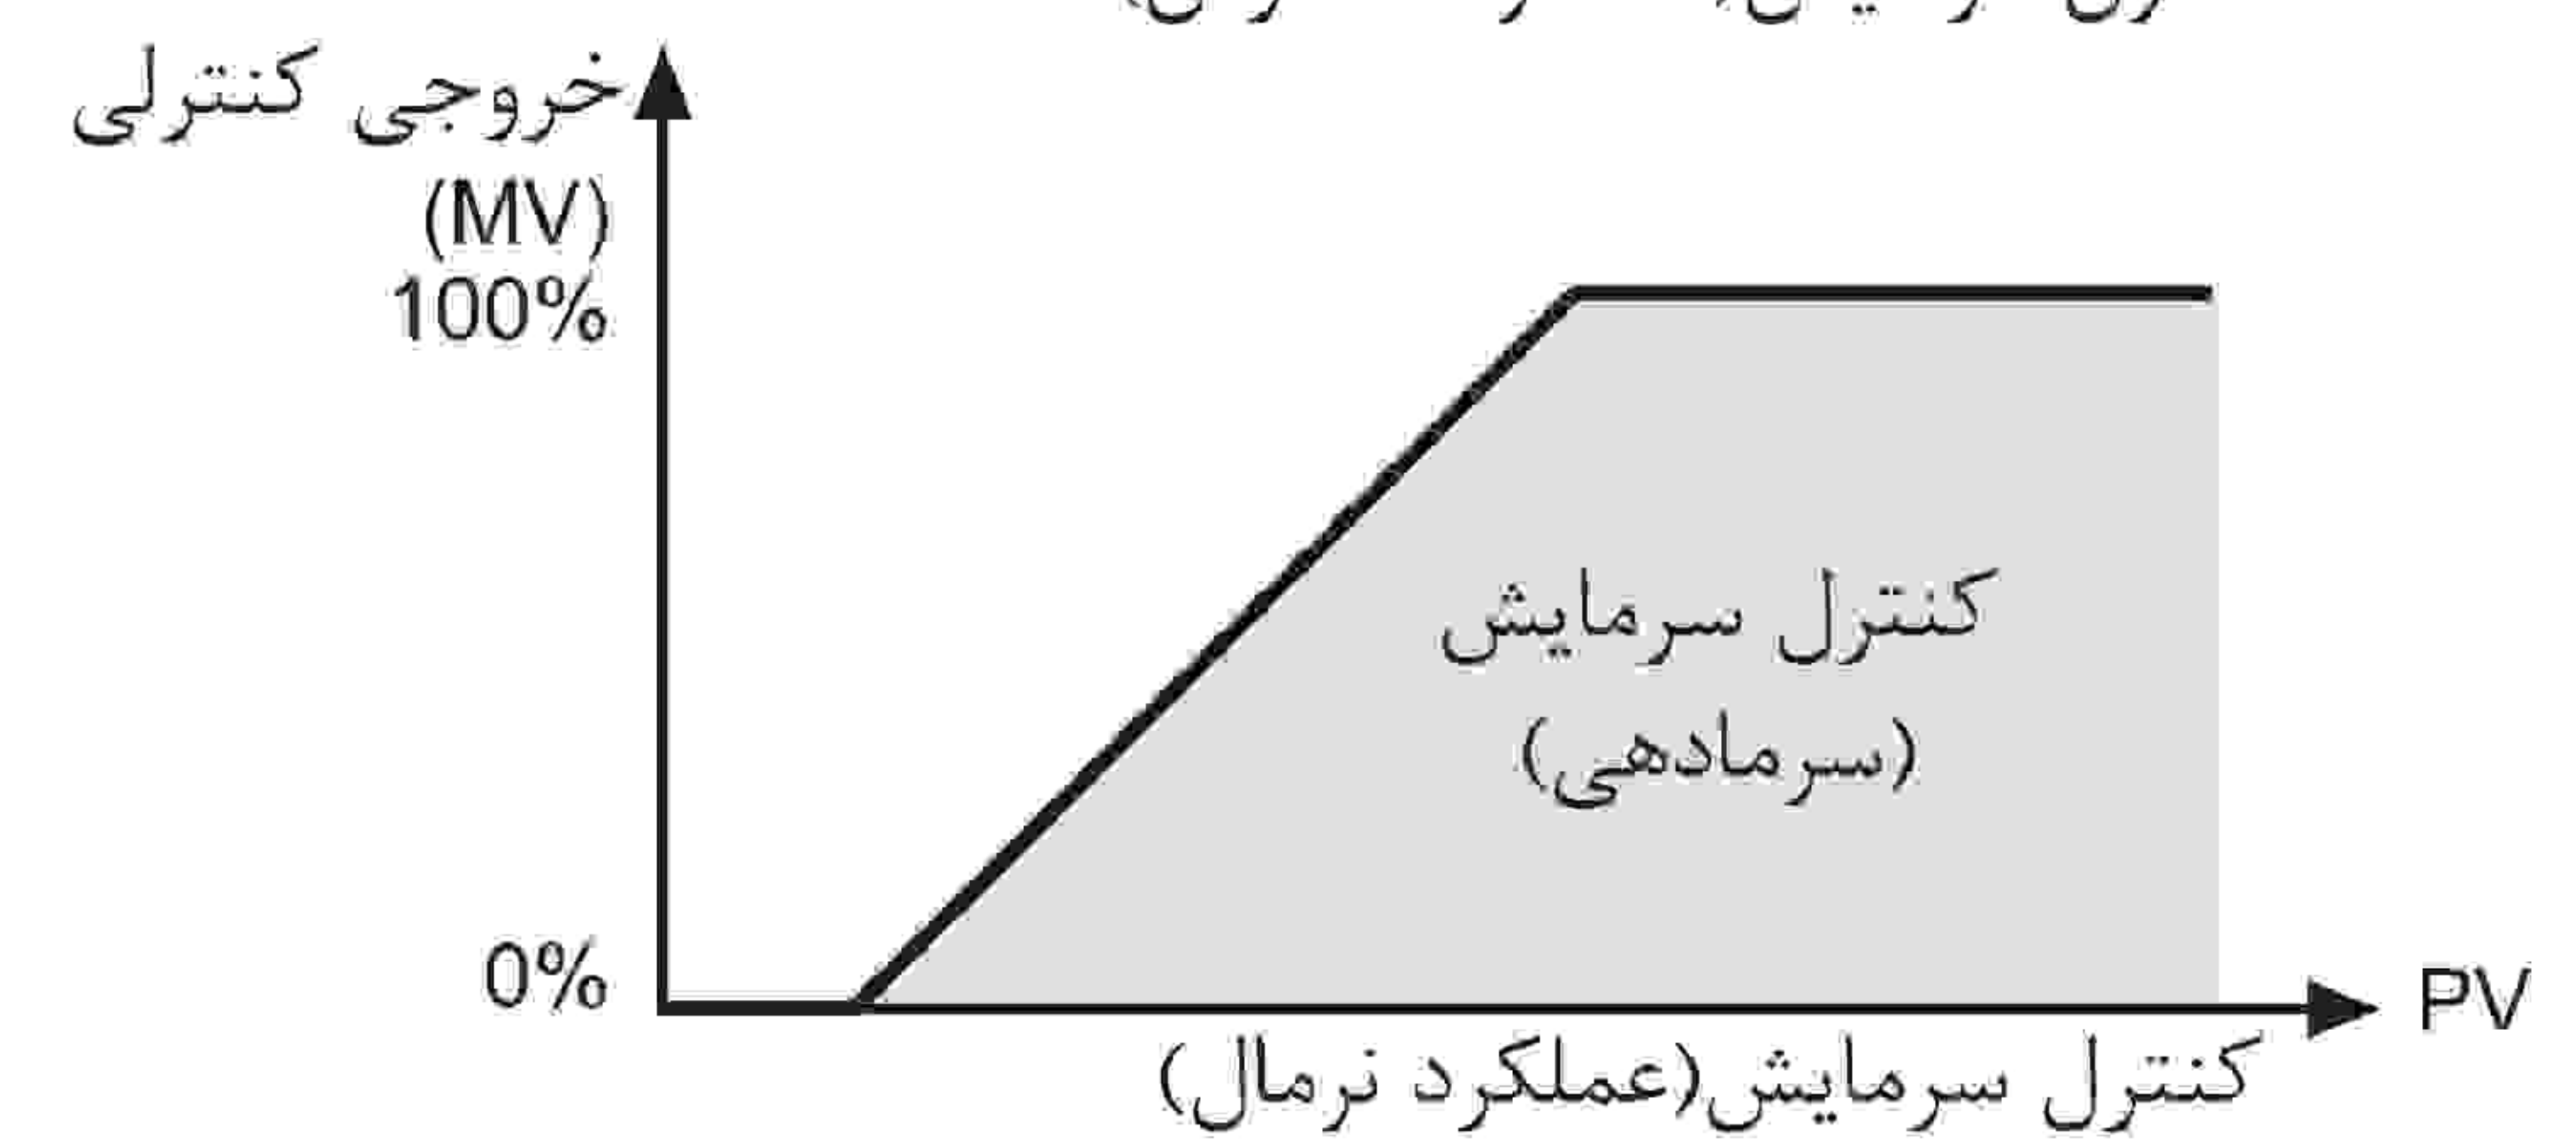 خروجی کنترلی
(MV)
100%
کنترل سرمایش
(سرمادهی)
0%
PV
کنترل سرمایش(عملکرد نرمال)